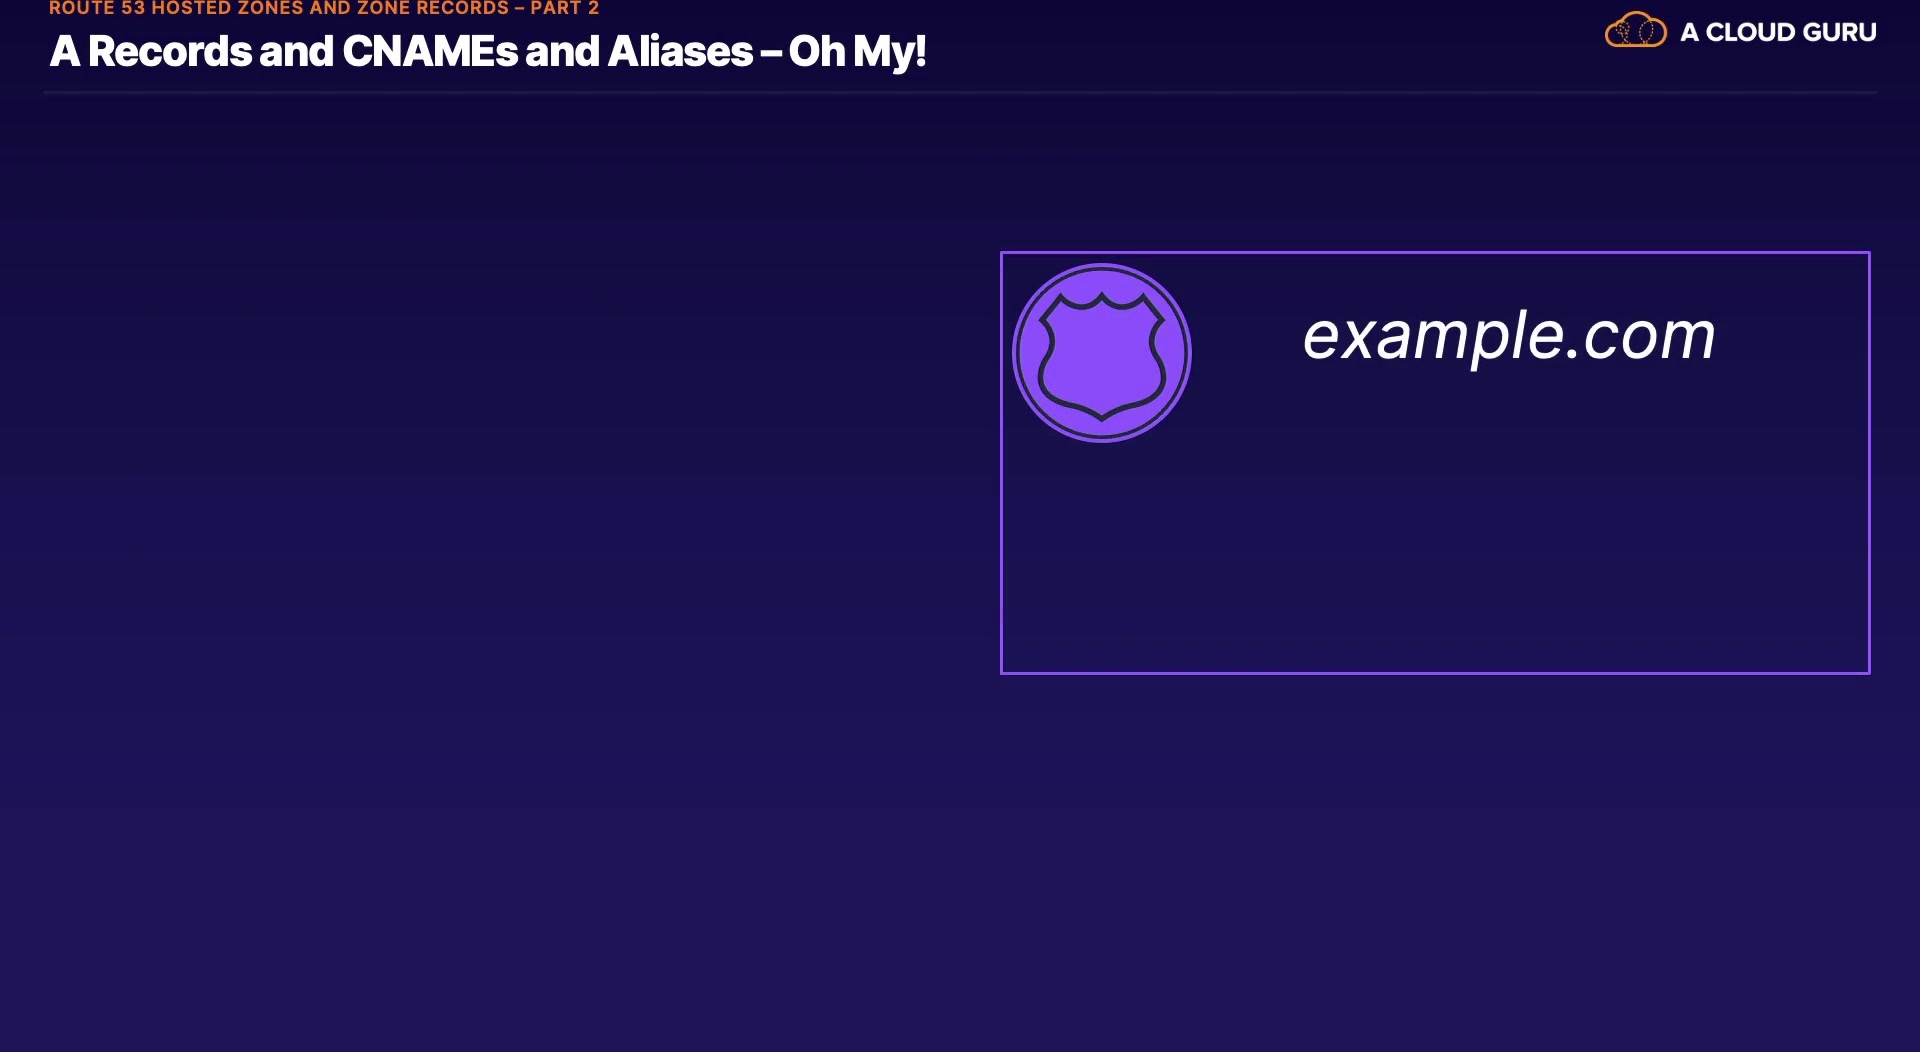 ROUTE 53 HOSTED ZONES AND ZONE RECORDS – PART 2
A Records and CNAMEs and Aliases – Oh My!
A CLOUD GURU
example.com